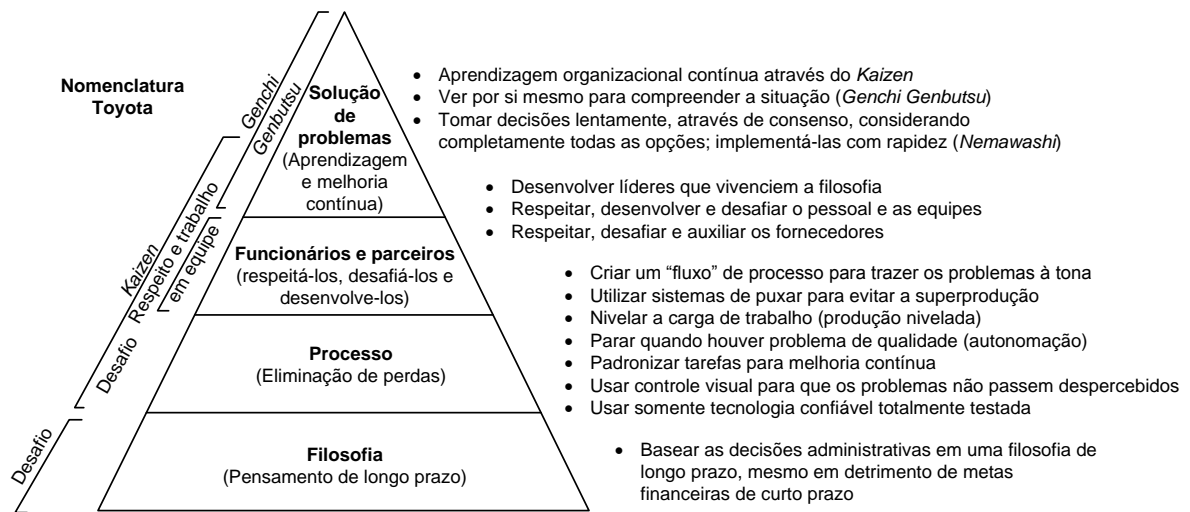 Nomenclatura
Toyota
Genchi
Genbutsu
Kaizen
Respeito e trabalho
em equipe
Desafio
Desafio
Solução
de
problemas
(Aprendizagem
e melhoria
contínua)
Funcionários e parceiros
(respeitá-los, desafiá-los e
desenvolve-los)
Processo
(Eliminação de perdas)
Filosofia
(Pensamento de longo prazo)
• Aprendizagem organizacional contínua através do Kaizen
• Ver por si mesmo para compreender a situação (Genchi Genbutsu)
• Tomar decisões lentamente, através de consenso, considerando
completamente todas as opções; implementá-las com rapidez (Nemawashi)
• Desenvolver líderes que vivenciem a filosofia
• Respeitar, desenvolver e desafiar o pessoal e as equipes
• Respeitar, desafiar e auxiliar os fornecedores
• Criar um “fluxo” de processo para trazer os problemas à tona
• Utilizar sistemas de puxar para evitar a superprodução
• Nivelar a carga de trabalho (produção nivelada)
• Parar quando houver problema de qualidade (autonomação)
• Padronizar tarefas para melhoria contínua
• Usar controle visual para que os problemas não passem despercebidos
• Usar somente tecnologia confiável totalmente testada
• Basear as decisões administrativas em uma filosofia de
longo prazo, mesmo em detrimento de metas
financeiras de curto prazo